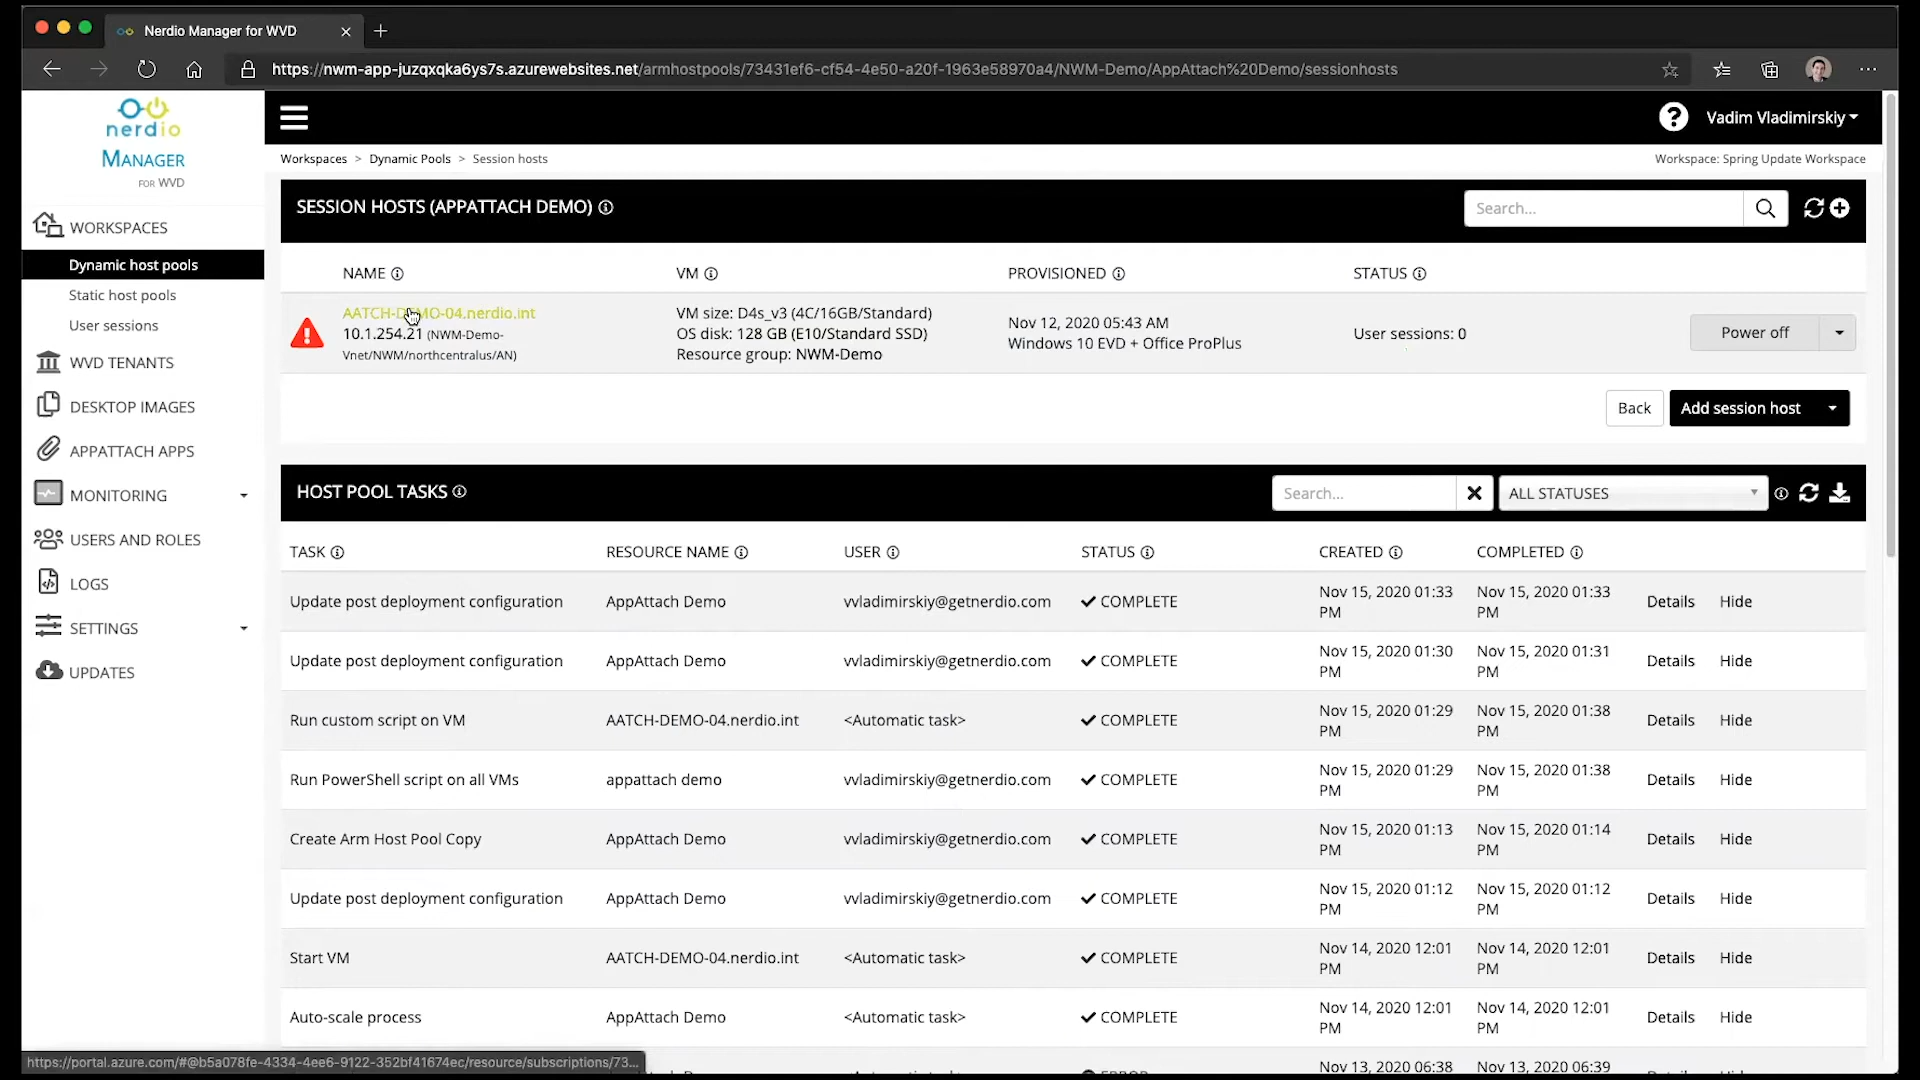 Nerdio Manager for WVD
https://nwm-app-juzqxqka6ys7s.azurewebsites.net/armhostpools/73431ef6-cf54-4e50-a20f-1963e58970a4/NWM-Demo/AppAttach%20Demo/sessionhosts
nerdio
MANAGER
FOR WVD
Vadim Vladimirskiy
Workspaces > Dynamic Pools > Session hosts
Workspace: Spring Update Workspace
WORKSPACES
Dynamic host pools
Static host pools
User sessions
WVD TENANTS
DESKTOP IMAGES
APPATTACH APPS
MONITORING
USERS AND ROLES
LOGS
SETTINGS
UPDATES
SESSION HOSTS (APPATTACH DEMO)
Search...
NAME VM PROVISIONED STATUS
AATCH-DEMO-04.nerdio.int
10.1.254.21 (NWM-Demo-
Vnet/NWM/northcentralus/AN)
VM size: D4s_v3 (4C/16GB/Standard)
OS disk: 128 GB (E10/Standard SSD)
Resource group: NWM-Demo
Nov 12, 2020 05:43 AM
Windows 10 EVD + Office ProPlus
User sessions: 0
Power off
Back
Add session host
HOST POOL TASKS
Search...
ALL STATUSES
TASK RESOURCE NAME USER STATUS CREATED COMPLETED
Update post deployment configuration AppAttach Demo vvladimirskiy@getnerdio.com COMPLETE Nov 15, 2020 01:33 Nov 15, 2020 01:33 Details Hide
PM PM
Update post deployment configuration AppAttach Demo vvladimirskiy@getnerdio.com COMPLETE Nov 15, 2020 01:30 Nov 15, 2020 01:31 Details Hide
PM PM
Run custom script on VM AATCH-DEMO-04.nerdio.int <Automatic task> COMPLETE Nov 15, 2020 01:29 Nov 15, 2020 01:38 Details Hide
PM PM
Run PowerShell script on all VMs appattach demo vvladimirskiy@getnerdio.com COMPLETE Nov 15, 2020 01:29 Nov 15, 2020 01:38 Details Hide
PM PM
Create Arm Host Pool Copy AppAttach Demo vvladimirskiy@getnerdio.com COMPLETE Nov 15, 2020 01:13 Nov 15, 2020 01:14 Details Hide
PM PM
Update post deployment configuration AppAttach Demo vvladimirskiy@getnerdio.com COMPLETE Nov 15, 2020 01:12 Nov 15, 2020 01:12 Details Hide
PM PM
Start VM AATCH-DEMO-04.nerdio.int <Automatic task> COMPLETE Nov 14, 2020 12:01 Nov 14, 2020 12:01 Details Hide
PM PM
Auto-scale process AppAttach Demo <Automatic task> COMPLETE Nov 14, 2020 12:01 Nov 14, 2020 12:01 Details Hide
PM PM
Nov 13, 2020 06:38 Nov 13, 2020 06:39
https://portal.azure.com/#@b5a078fe-4334-4ee6-9122-352bf41674ec/resource/subscriptions/73...